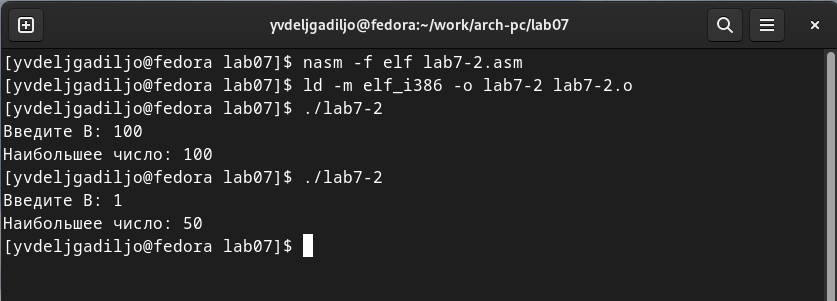 yvdeljgadiljo@fedora:~/work/arch-pc/lab07
[yvdeljgadiljo@fedora lab07]$ nasm -f elf lab7-2.asm
[yvdeljgadiljo@fedora lab07]$ ld -m elf_i386 -o lab7-2 lab7-2.o
[yvdeljgadiljo@fedora lab07]$ ./lab7-2
Введите B: 100
Наибольшее число: 100
[yvdeljgadiljo@fedora lab07]$ ./lab7-2
Введите B: 1
Наибольшее число: 50
[yvdeljgadiljo@fedora lab07]$